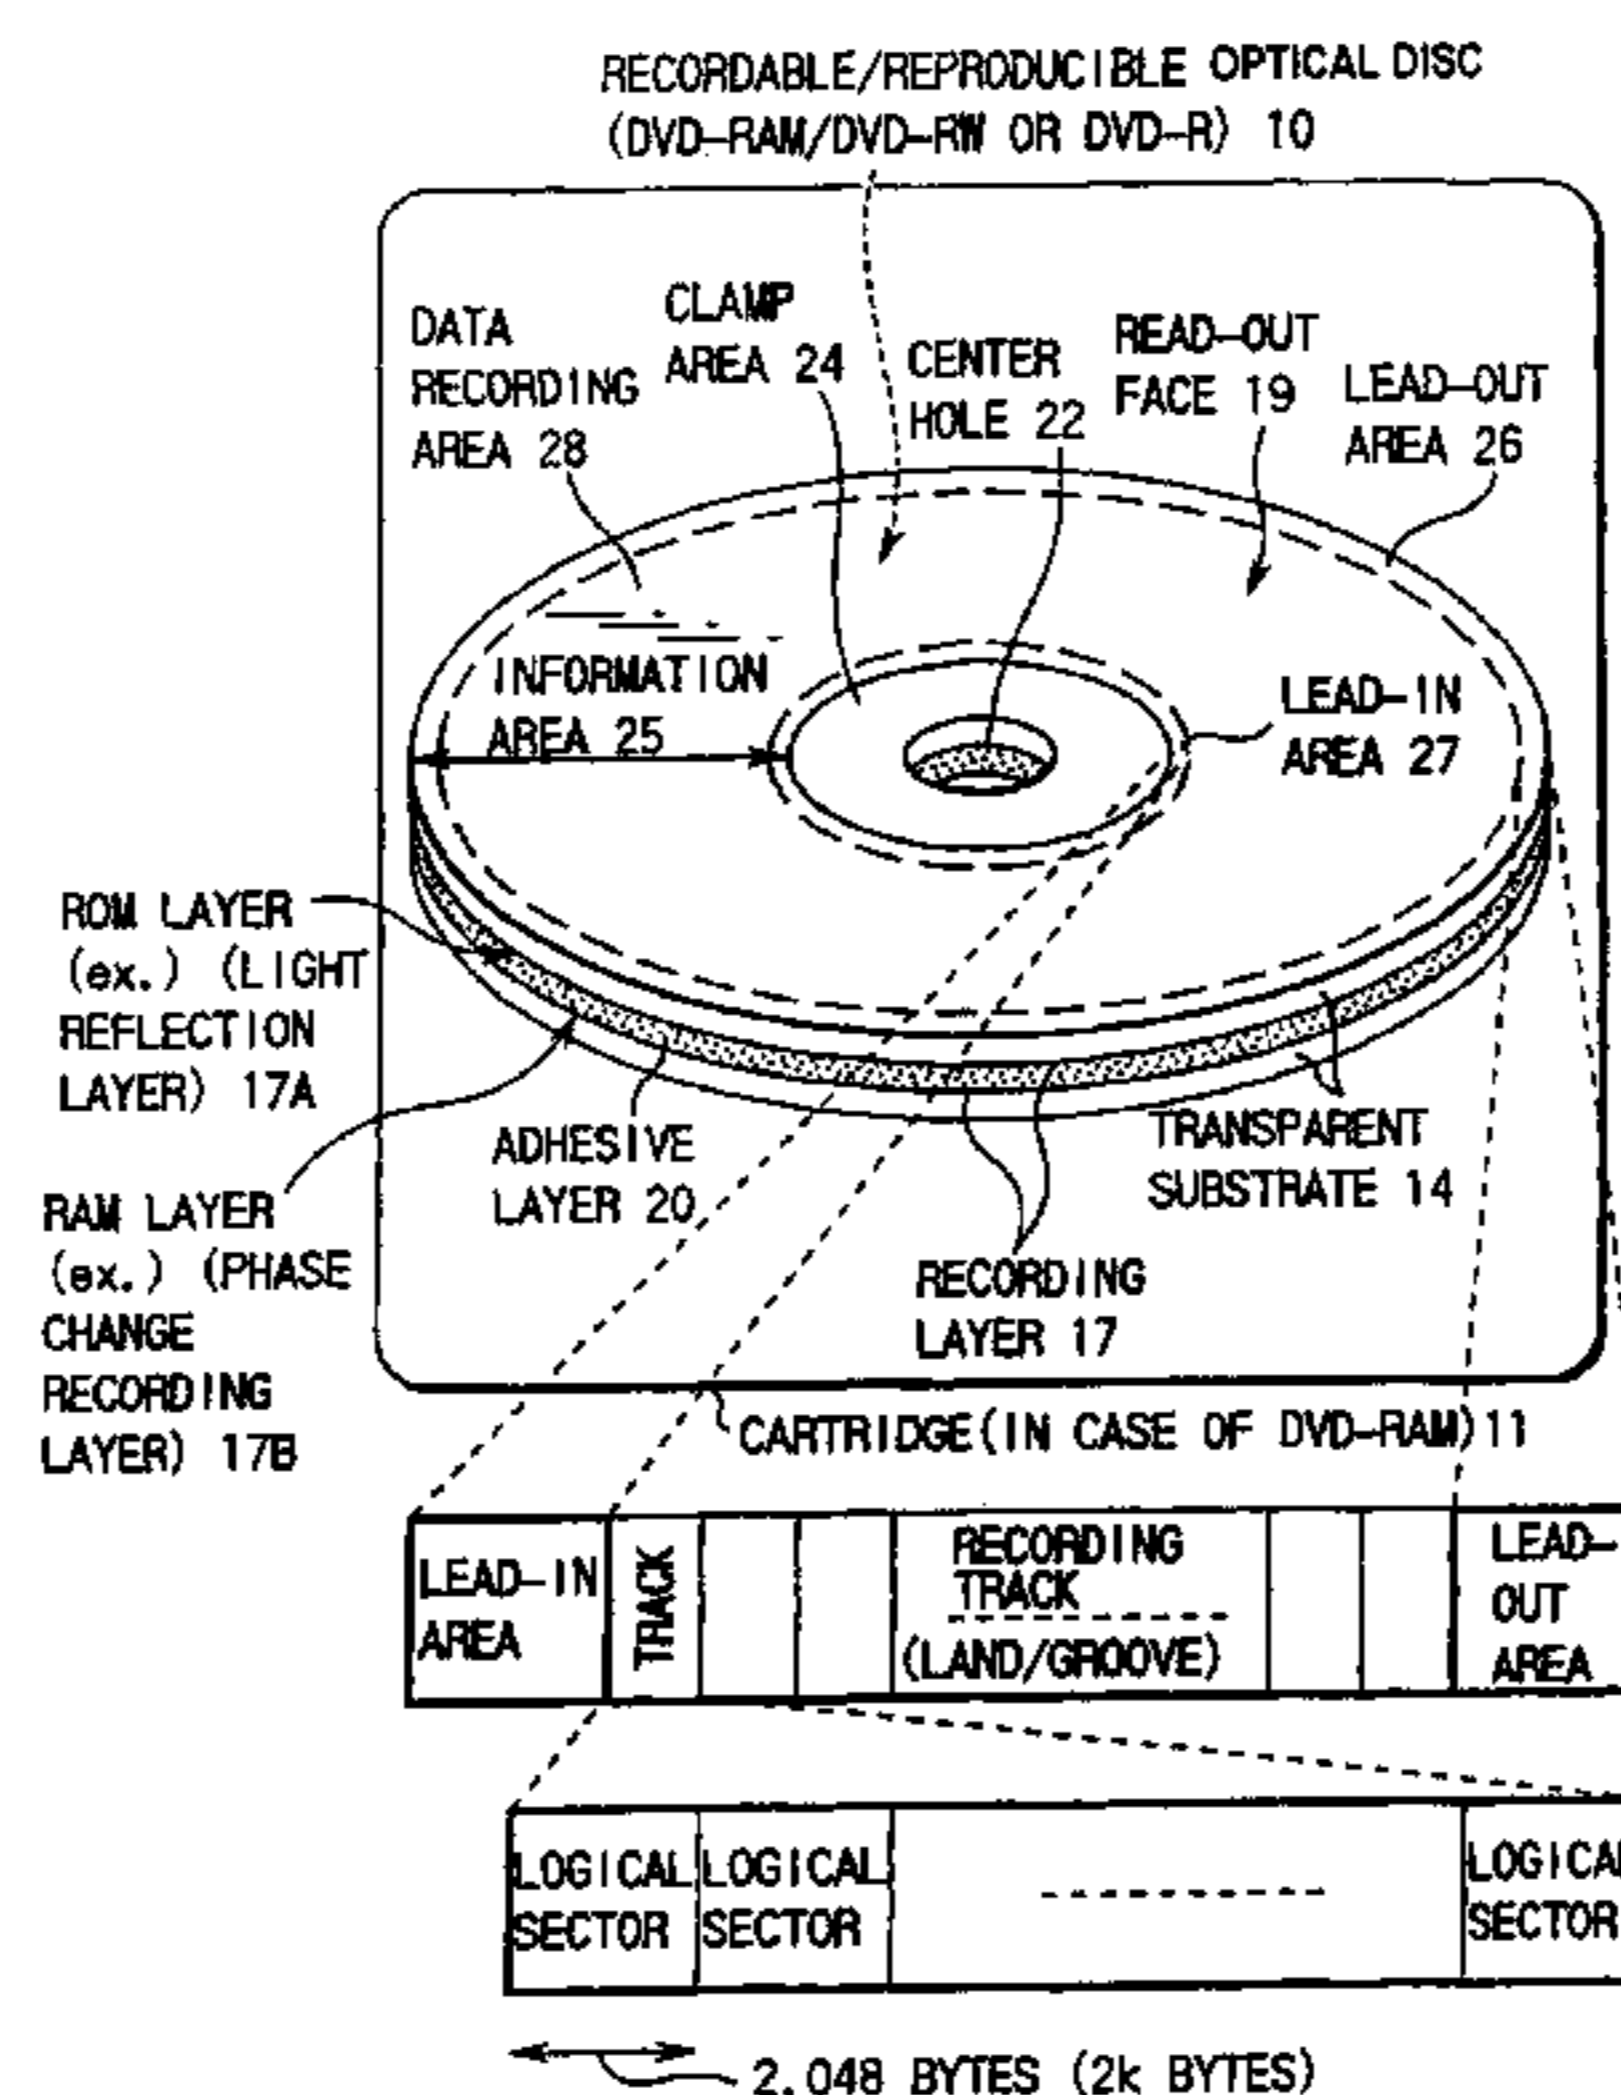 RECORDABLE/REPRODUCIBLE OPTICAL DISC
(DVD-RAM/DVD-RW OR DVD-R) 10
DATA
RECORDING
AREA 28
CLAMP
AREA 24
CENTER
HOLE 22
READ-OUT
FACE 19
LEAD-OUT
AREA 26
INFORMATION
AREA 25
LEAD-IN
AREA 27
ROM LAYER
(ex.) (LIGHT
REFLECTION
LAYER) 17A
RAM LAYER
(ex.) (PHASE
CHANGE
RECORDING
LAYER) 17B
ADHESIVE
LAYER 20
TRANSPARENT
SUBSTRATE 14
RECORDING
LAYER 17
CARTRIDGE(IN CASE OF DVD-RAM)11
LEAD-IN
AREA
TRACK
RECORDING
TRACK
(LAND/GROOVE)
LEAD-
OUT
AREA
LOGICAL
SECTOR
LOGICAL
SECTOR
LOGICAL
SECTOR
2.048 BYTES (2k BYTES)